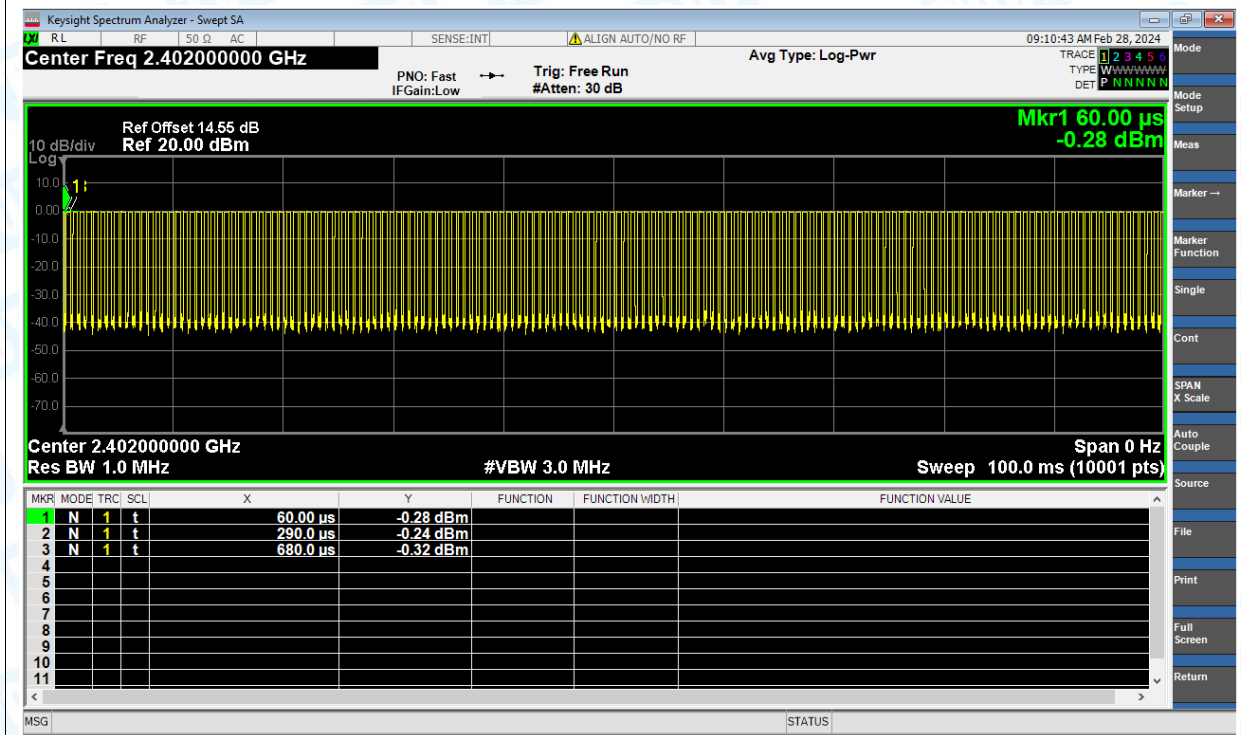 Keysight Spectrum Analyzer - Swept SA
LXI RL RF 50 Ω AC SENSE:INT ALIGN AUTO/NO RF 09:10:43 AM Feb 28, 2024
Center Freq 2.402000000 GHz
Avg Type: Log-Pwr
TRACE 1 2 3 4 5 6
PNO: Fast Trig: Free Run TYPE WWWWWW
IFGain:Low #Atten: 30 dB DET P N N N N N
Mkr1 60.00 µs
Ref Offset 14.55 dB
-0.28 dBm
10 dB/div Ref 20.00 dBm
Log
10.0
1
0.00
-10.0
-20.0
-30.0
-40.0
-50.0
-60.0
-70.0
Center 2.402000000 GHz Span 0 Hz
Res BW 1.0 MHz #VBW 3.0 MHz Sweep 100.0 ms (10001 pts)
MKR MODE TRC SCL X Y FUNCTION FUNCTION WIDTH FUNCTION VALUE
1 N 1 t 60.00 µs -0.28 dBm
2 N 1 t 290.0 µs -0.24 dBm
3 N 1 t 680.0 µs -0.32 dBm
4
5
6
7
8
9
10
11
MSG STATUS
Mode
Mode
Setup
Meas
Marker →
Marker
Function
Single
Cont
SPAN
X Scale
Auto
Couple
Source
File
Print
Full
Screen
Return